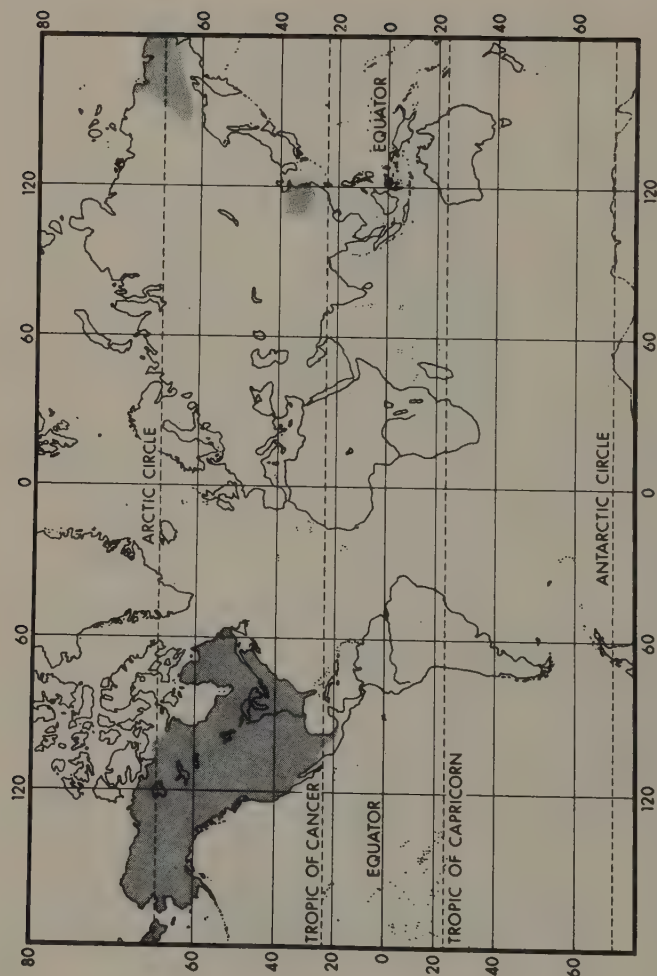 120 60 0 60 120
80 80
ARCTIC CIRCLE
60 60
40 40
TROPIC OF CANCER
20 20
EQUATOR EQUATOR
0 0
20 20
TROPIC OF CAPRICORN
40 40
60 60
ANTARCTIC CIRCLE
120 60 0 60 120